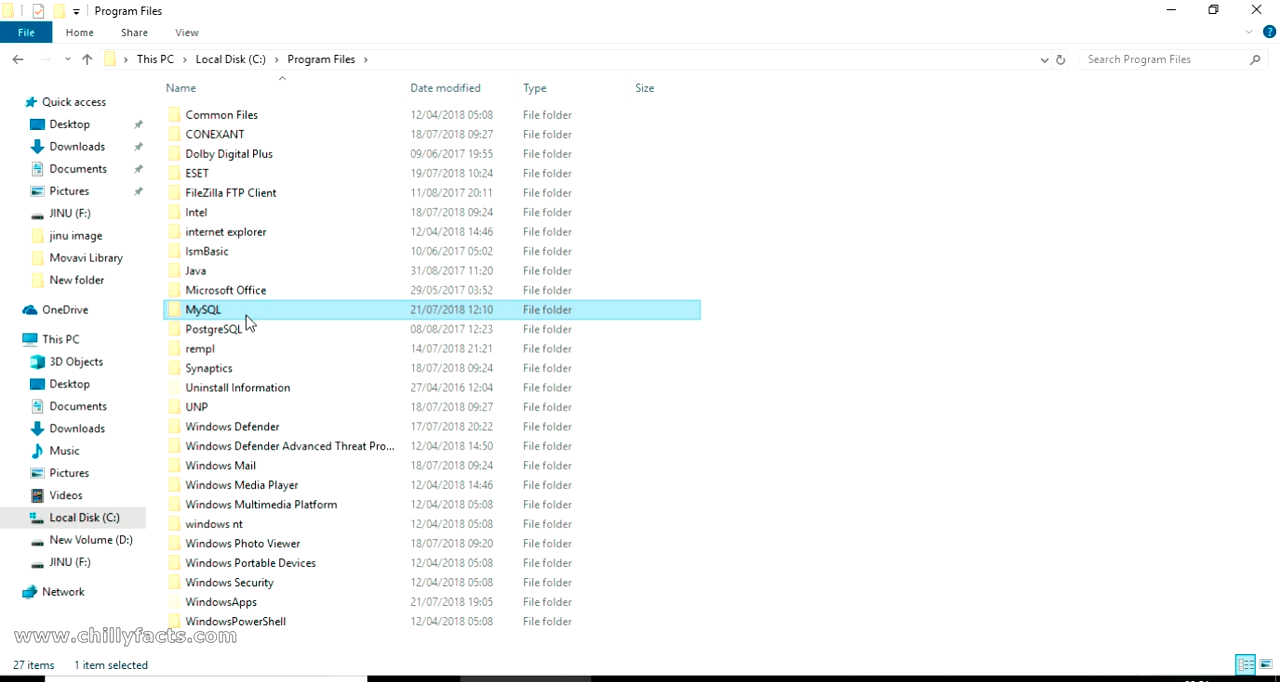 Program Files
File Home Share View
This PC Local Disk (C:) Program Files
Search Program Files
Name Date modified Type Size
Quick access
Desktop
Downloads
Documents
Pictures
JINU (F:)
jinu image
Movavi Library
New folder
OneDrive
This PC
3D Objects
Desktop
Documents
Downloads
Music
Pictures
Videos
Local Disk (C:)
New Volume (D:)
JINU (F:)
Network
Common Files 12/04/2018 05:08 File folder
CONEXANT 18/07/2018 09:27 File folder
Dolby Digital Plus 09/06/2017 19:55 File folder
ESET 19/07/2018 10:24 File folder
FileZilla FTP Client 11/08/2017 20:11 File folder
Intel 18/07/2018 09:24 File folder
internet explorer 12/04/2018 14:46 File folder
IsmBasic 10/06/2017 05:02 File folder
Java 31/08/2017 11:20 File folder
Microsoft Office 29/05/2017 03:52 File folder
MySQL 21/07/2018 12:10 File folder
PostgreSQL 08/08/2017 12:23 File folder
rempl 14/07/2018 21:21 File folder
Synaptics 18/07/2018 09:24 File folder
Uninstall Information 27/04/2016 12:04 File folder
UNP 18/07/2018 09:27 File folder
Windows Defender 17/07/2018 20:22 File folder
Windows Defender Advanced Threat Pro... 12/04/2018 14:50 File folder
Windows Mail 18/07/2018 09:24 File folder
Windows Media Player 12/04/2018 14:46 File folder
Windows Multimedia Platform 12/04/2018 05:08 File folder
windows nt 12/04/2018 05:08 File folder
Windows Photo Viewer 18/07/2018 09:20 File folder
Windows Portable Devices 12/04/2018 05:08 File folder
Windows Security 12/04/2018 05:08 File folder
WindowsApps 21/07/2018 19:05 File folder
WindowsPowerShell 12/04/2018 05:08 File folder
www.chillyfacts.com
27 items 1 item selected